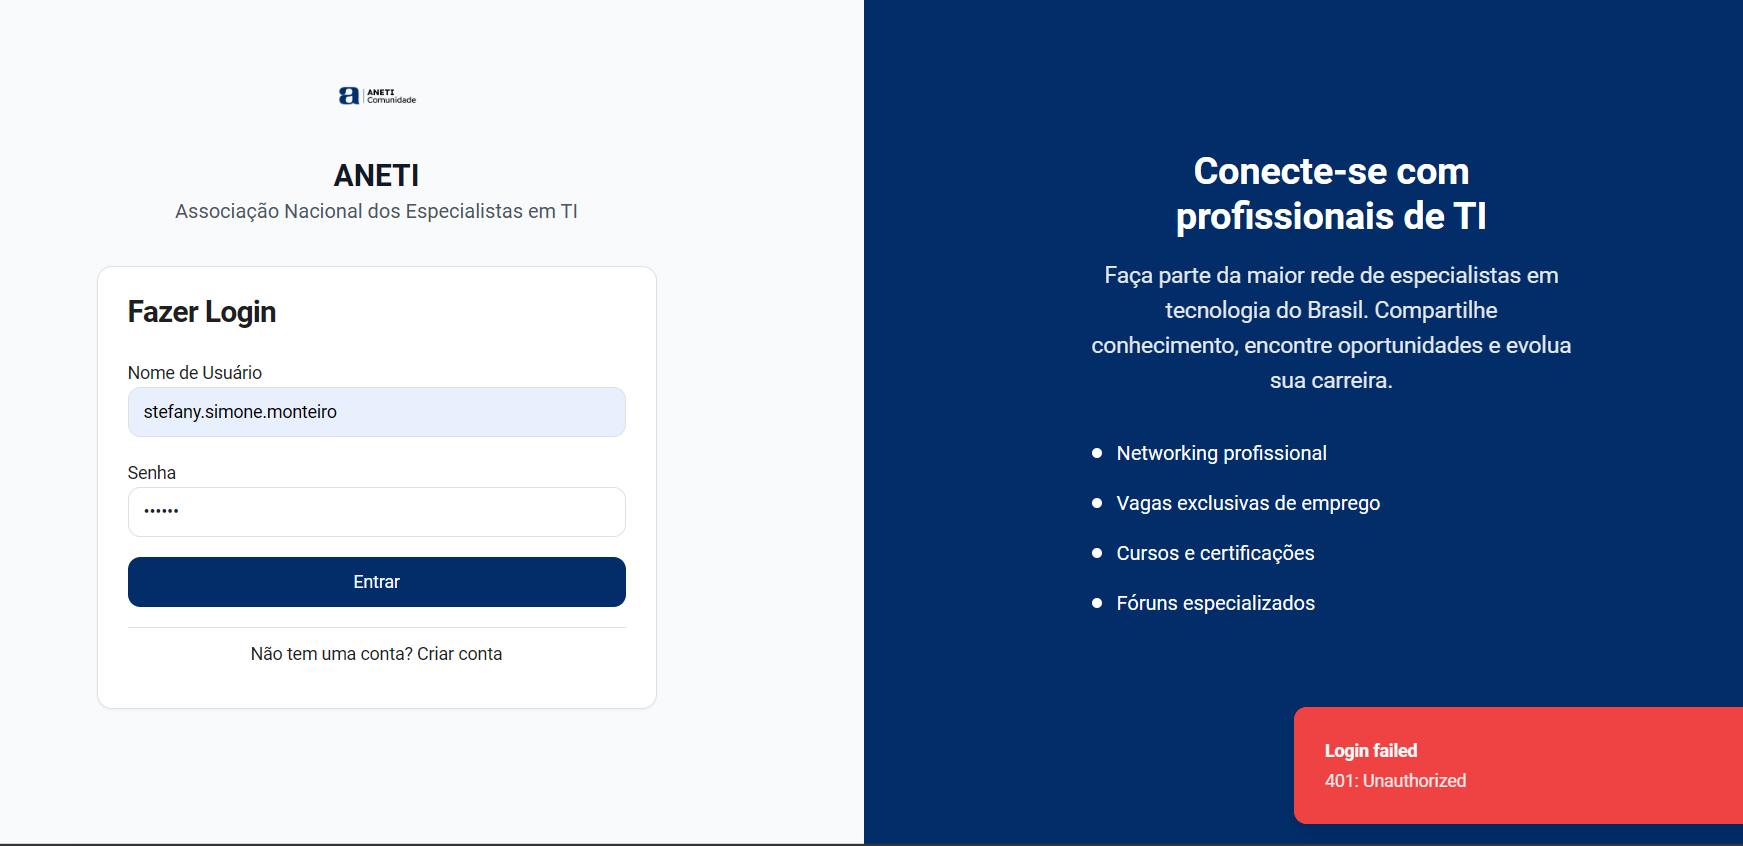 a ANETI
Comunidade
ANETI
Associação Nacional dos Especialistas em TI
Fazer Login
Nome de Usuário
stefany.simone.monteiro
Senha
••••••
Entrar
Não tem uma conta? Criar conta
Conecte-se com
profissionais de TI
Faça parte da maior rede de especialistas em
tecnologia do Brasil. Compartilhe
conhecimento, encontre oportunidades e evolua
sua carreira.
Networking profissional
Vagas exclusivas de emprego
Cursos e certificações
Fóruns especializados
Login failed
401: Unauthorized